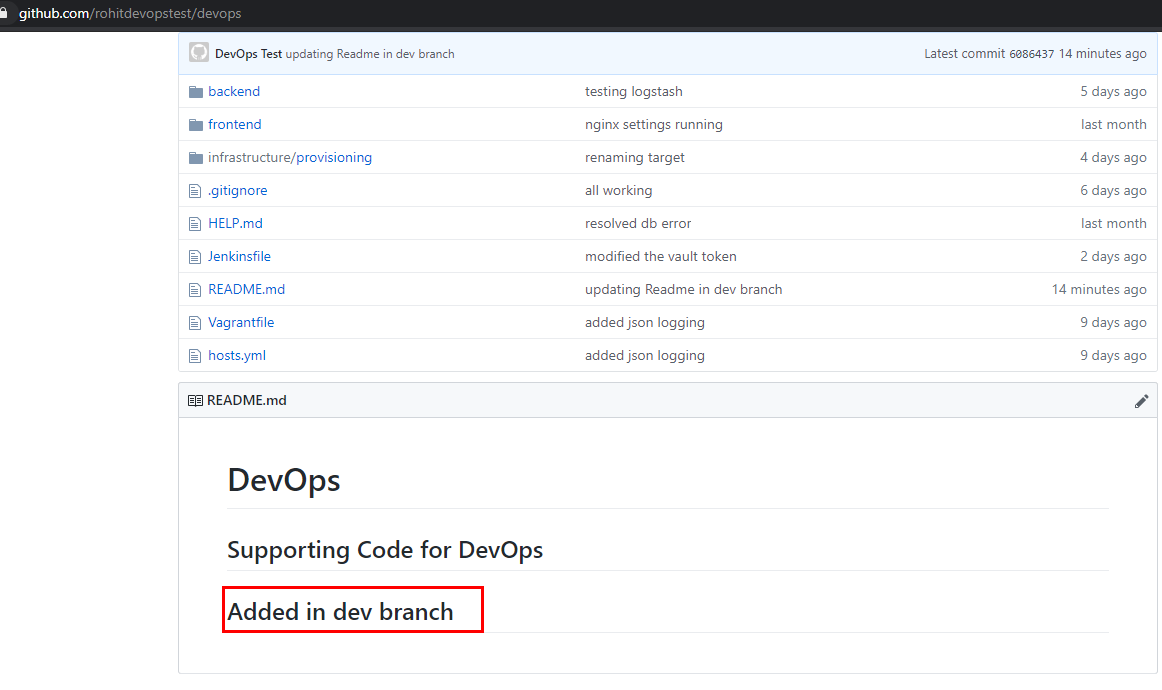 github.com/rohitdevopstest/devops
DevOps Test updating Readme in dev branch Latest commit 6086437 14 minutes ago
backend testing logstash 5 days ago
frontend nginx settings running last month
infrastructure/provisioning renaming target 4 days ago
.gitignore all working 6 days ago
HELP.md resolved db error last month
Jenkinsfile modified the vault token 2 days ago
README.md updating Readme in dev branch 14 minutes ago
Vagrantfile added json logging 9 days ago
hosts.yml added json logging 9 days ago
README.md
DevOps
Supporting Code for DevOps
Added in dev branch